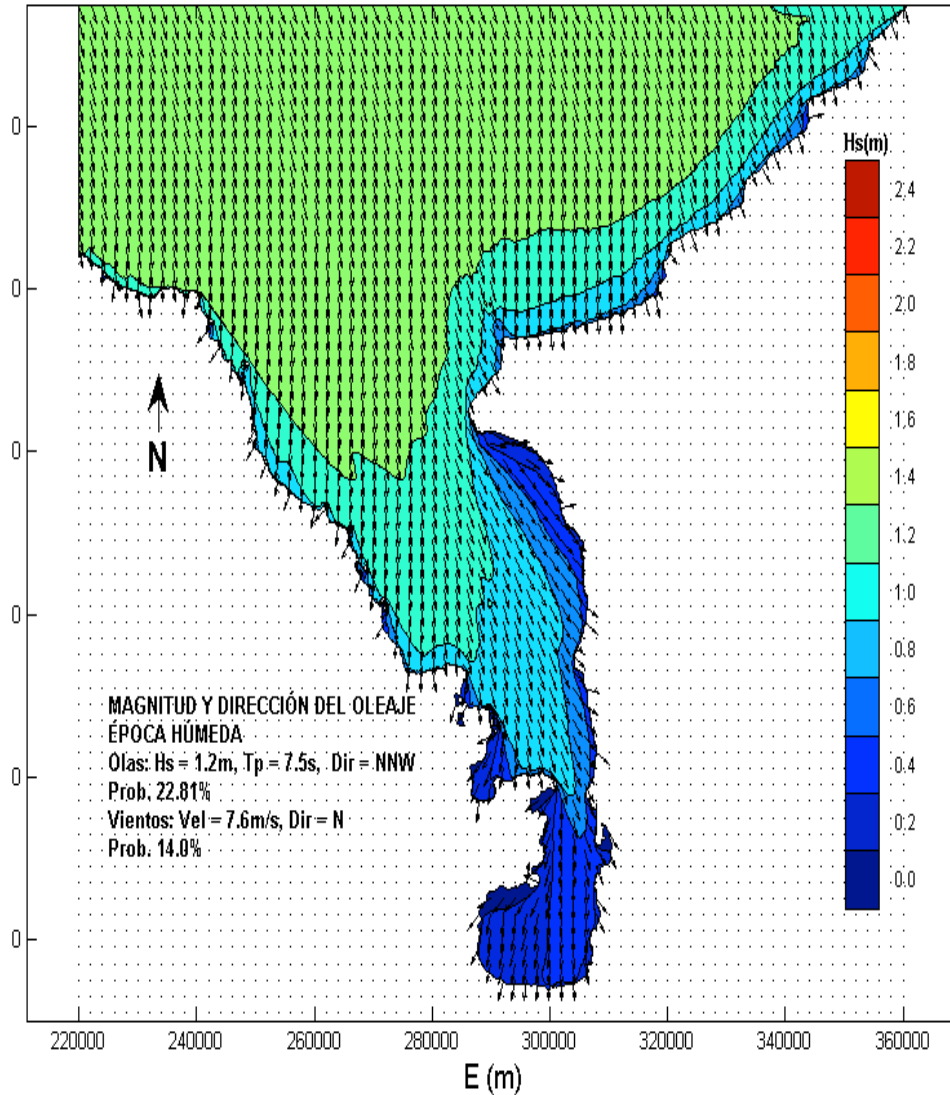 0
Hs(m)
2.4
2.2
0
2.0
1.8
N
1.6
0
1.4
1.2
1.0
0
0.8
0.6
MAGNITUD Y DIRECCIÓN DEL OLEAJE
ÉPOCA HÚMEDA
Olas: Hs = 1.2m, Tp = 7.5s, Dir = NNW
Prob. 22.81%
Vientos: Vel = 7.6m/s, Dir = N
Prob. 14.0%
0.4
0
0.2
0.0
0
220000 240000 260000 280000 300000 320000 340000 360000
E (m)